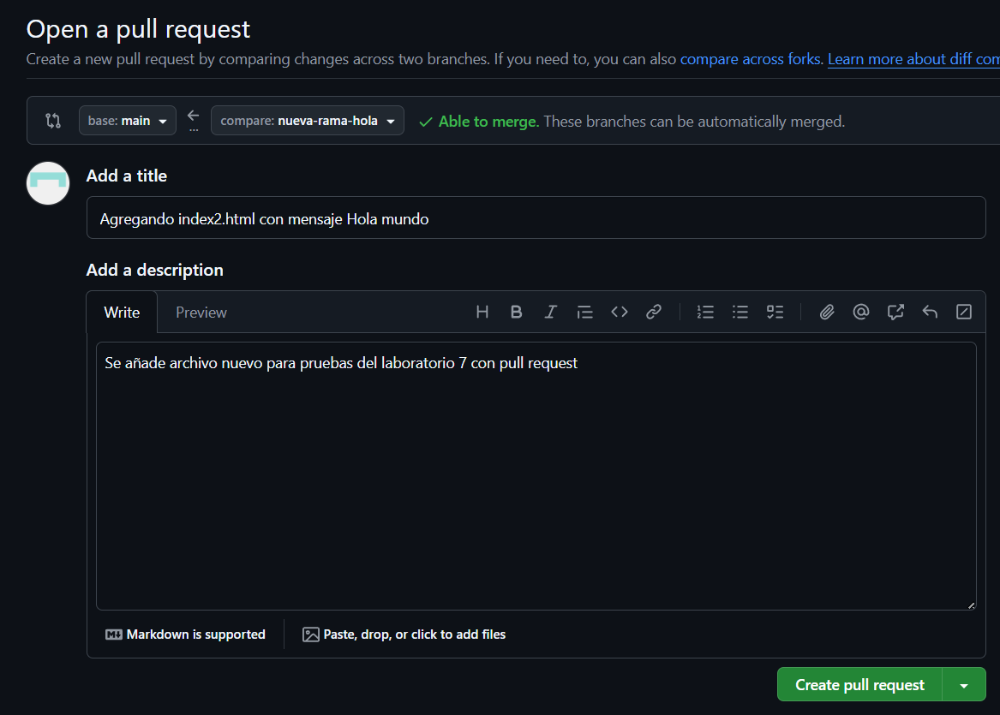 Open a pull request
Create a new pull request by comparing changes across two branches. If you need to, you can also compare across forks. Learn more about diff com
base: main compare: nueva-rama-hola Able to merge. These branches can be automatically merged.
Add a title
Agregando index2.html con mensaje Hola mundo
Add a description
Write Preview
Se añade archivo nuevo para pruebas del laboratorio 7 con pull request
Markdown is supported Paste, drop, or click to add files
Create pull request